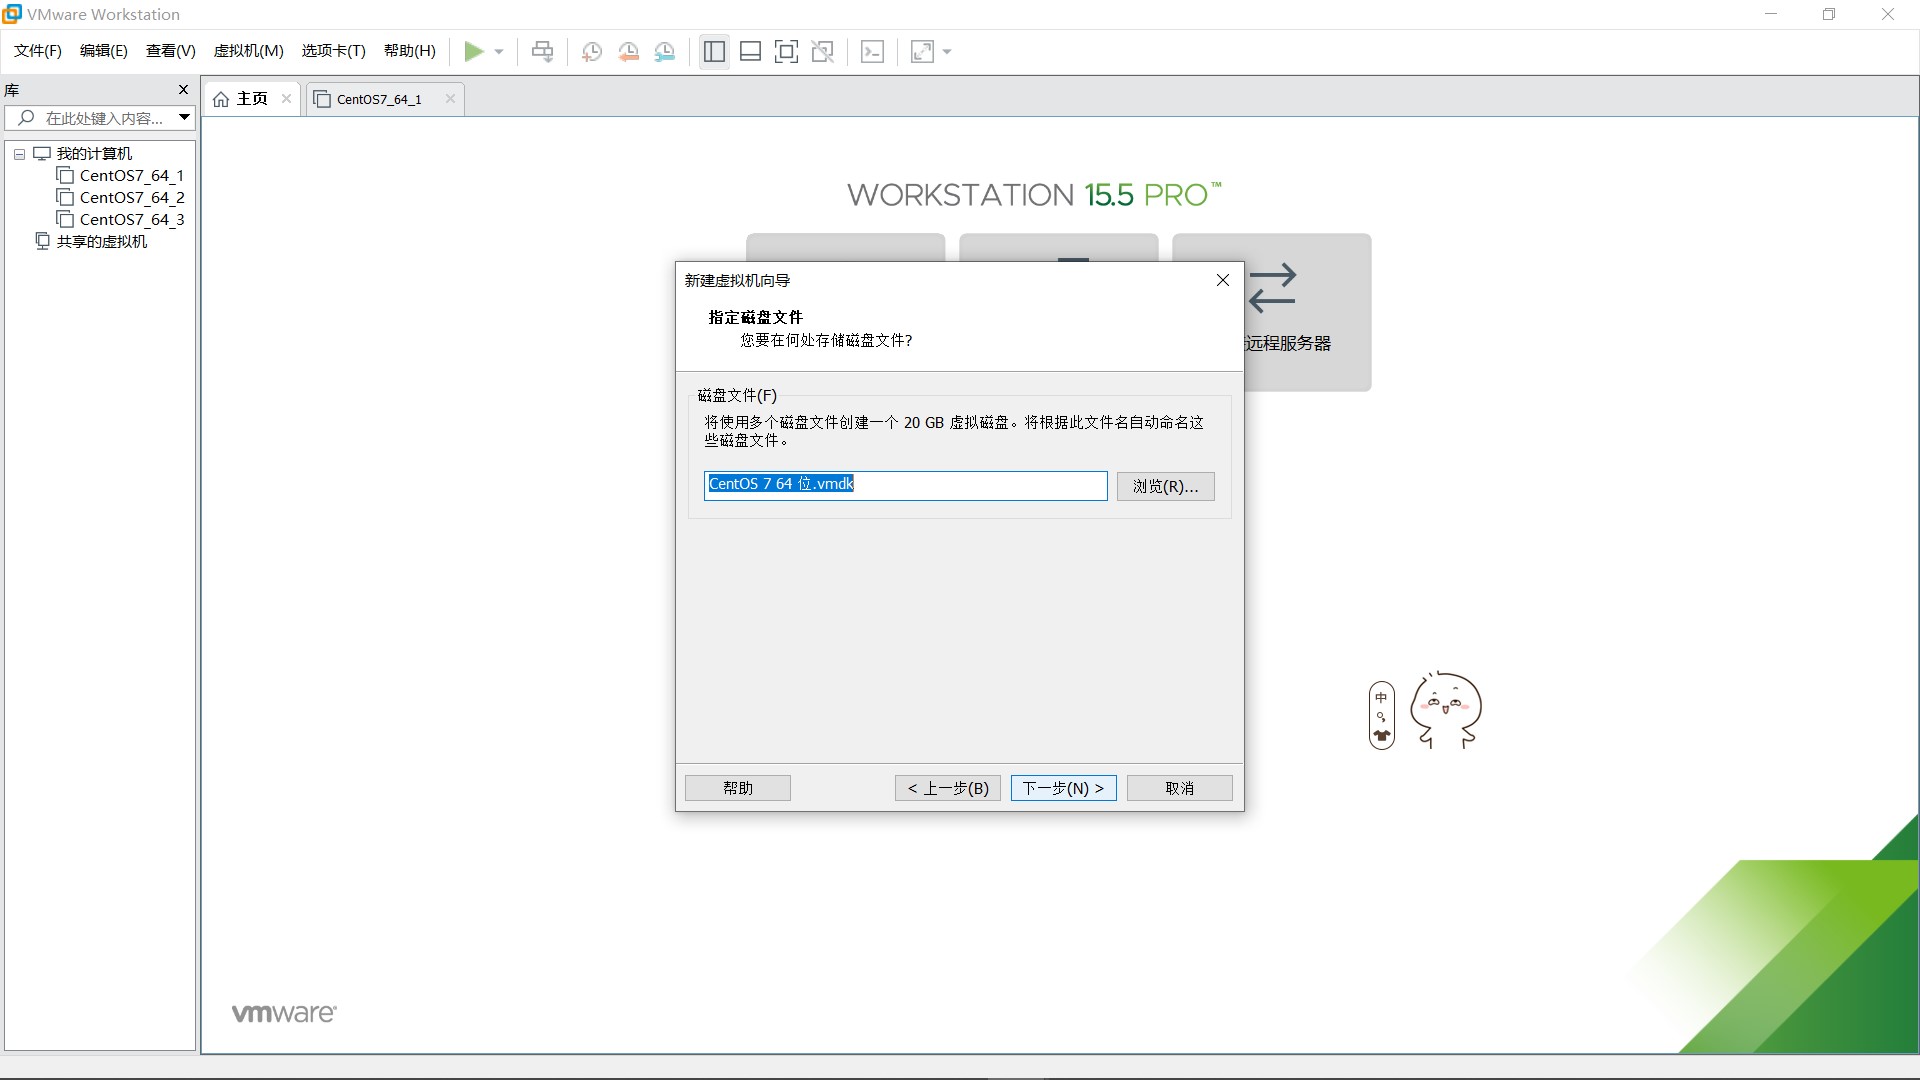 VMware Workstation
文件(F) 编辑(E) 查看(V) 虚拟机(M) 选项卡(T) 帮助(H)
库
在此处键入内容...
我的计算机
CentOS7_64_1
CentOS7_64_2
CentOS7_64_3
共享的虚拟机
主页
CentOS7_64_1
WORKSTATION 15.5 PRO™
远程服务器
新建虚拟机向导
指定磁盘文件
您要在何处存储磁盘文件?
磁盘文件(F)
将使用多个磁盘文件创建一个 20 GB 虚拟磁盘。将根据此文件名自动命名这
些磁盘文件。
CentOS 7 64 位.vmdk
浏览(R)...
帮助
< 上一步(B)
下一步(N) >
取消
中
vmware